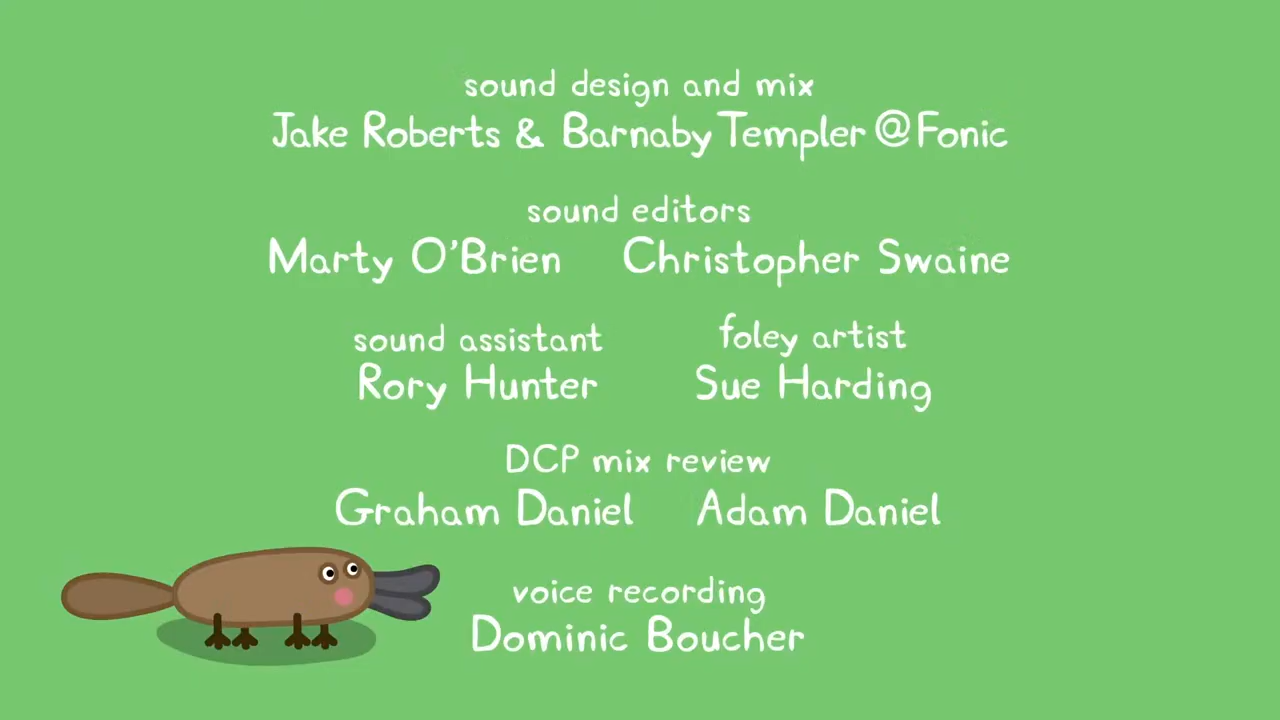 sound design and mix
Jake Roberts & Barnaby Templer @Fonic
sound editors
Marty O'Brien Christopher Swaine
sound assistant foley artist
Rory Hunter Sue Harding
DCP mix review
Graham Daniel Adam Daniel
voice recording
Dominic Boucher